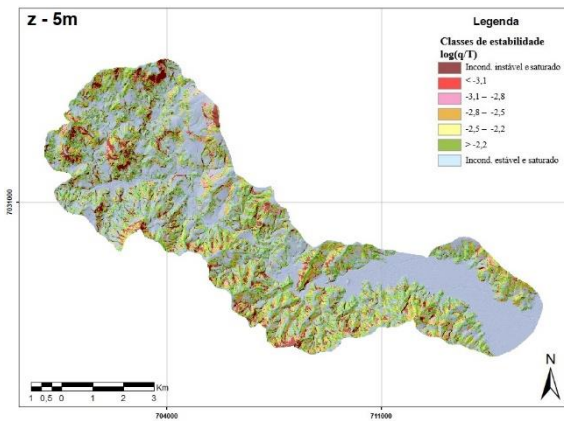 z - 5m
Legenda
Classes de estabilidade
log(q/T)
Incond. instável e saturado
< -3,1
-3,1 – -2,8
-2,8 – -2,5
-2,5 – -2,2
> -2,2
Incond. estável e saturado
7031000
N
Km
1 0,5 0 1 2 3
704000
711000